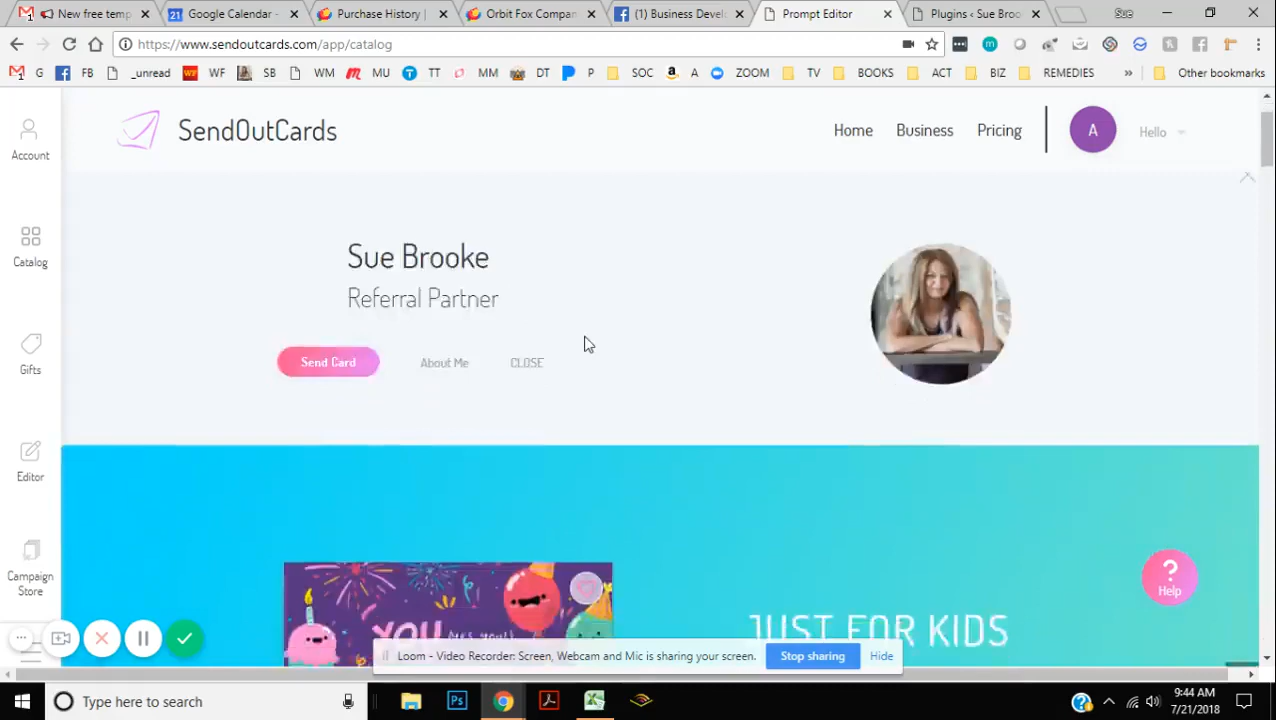 New free temp
Google Calendar -
Purchase History |
Orbit Fox Compan
(1) Business Devel
Prompt Editor
Plugins < Sue Broo
Sue
https://www.sendoutcards.com/app/catalog
G FB _unread WF SB WM MU TT MM DT P SOC A ZOOM TV BOOKS ACT BIZ REMEDIES » Other bookmarks
Account
SendOutCards
Home Business Pricing A Hello
Catalog
Sue Brooke
Referral Partner
Send Card About Me CLOSE
Gifts
Editor
Campaign
Store
? Help
YOU
JUST FOR KIDS
Loom - Video Recorder: Screen, Webcam and Mic is sharing your screen. Stop sharing Hide
Type here to search
9:44 AM
7/21/2018